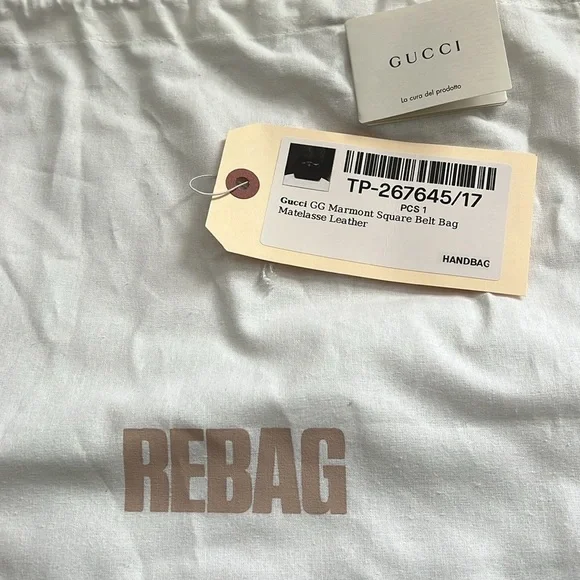 GUCCI
La cura del prodotto
TP-267645/17
PCS 1
Gucci GG Marmont Square Belt Bag
Matelasse Leather
HANDBAG
REBAG